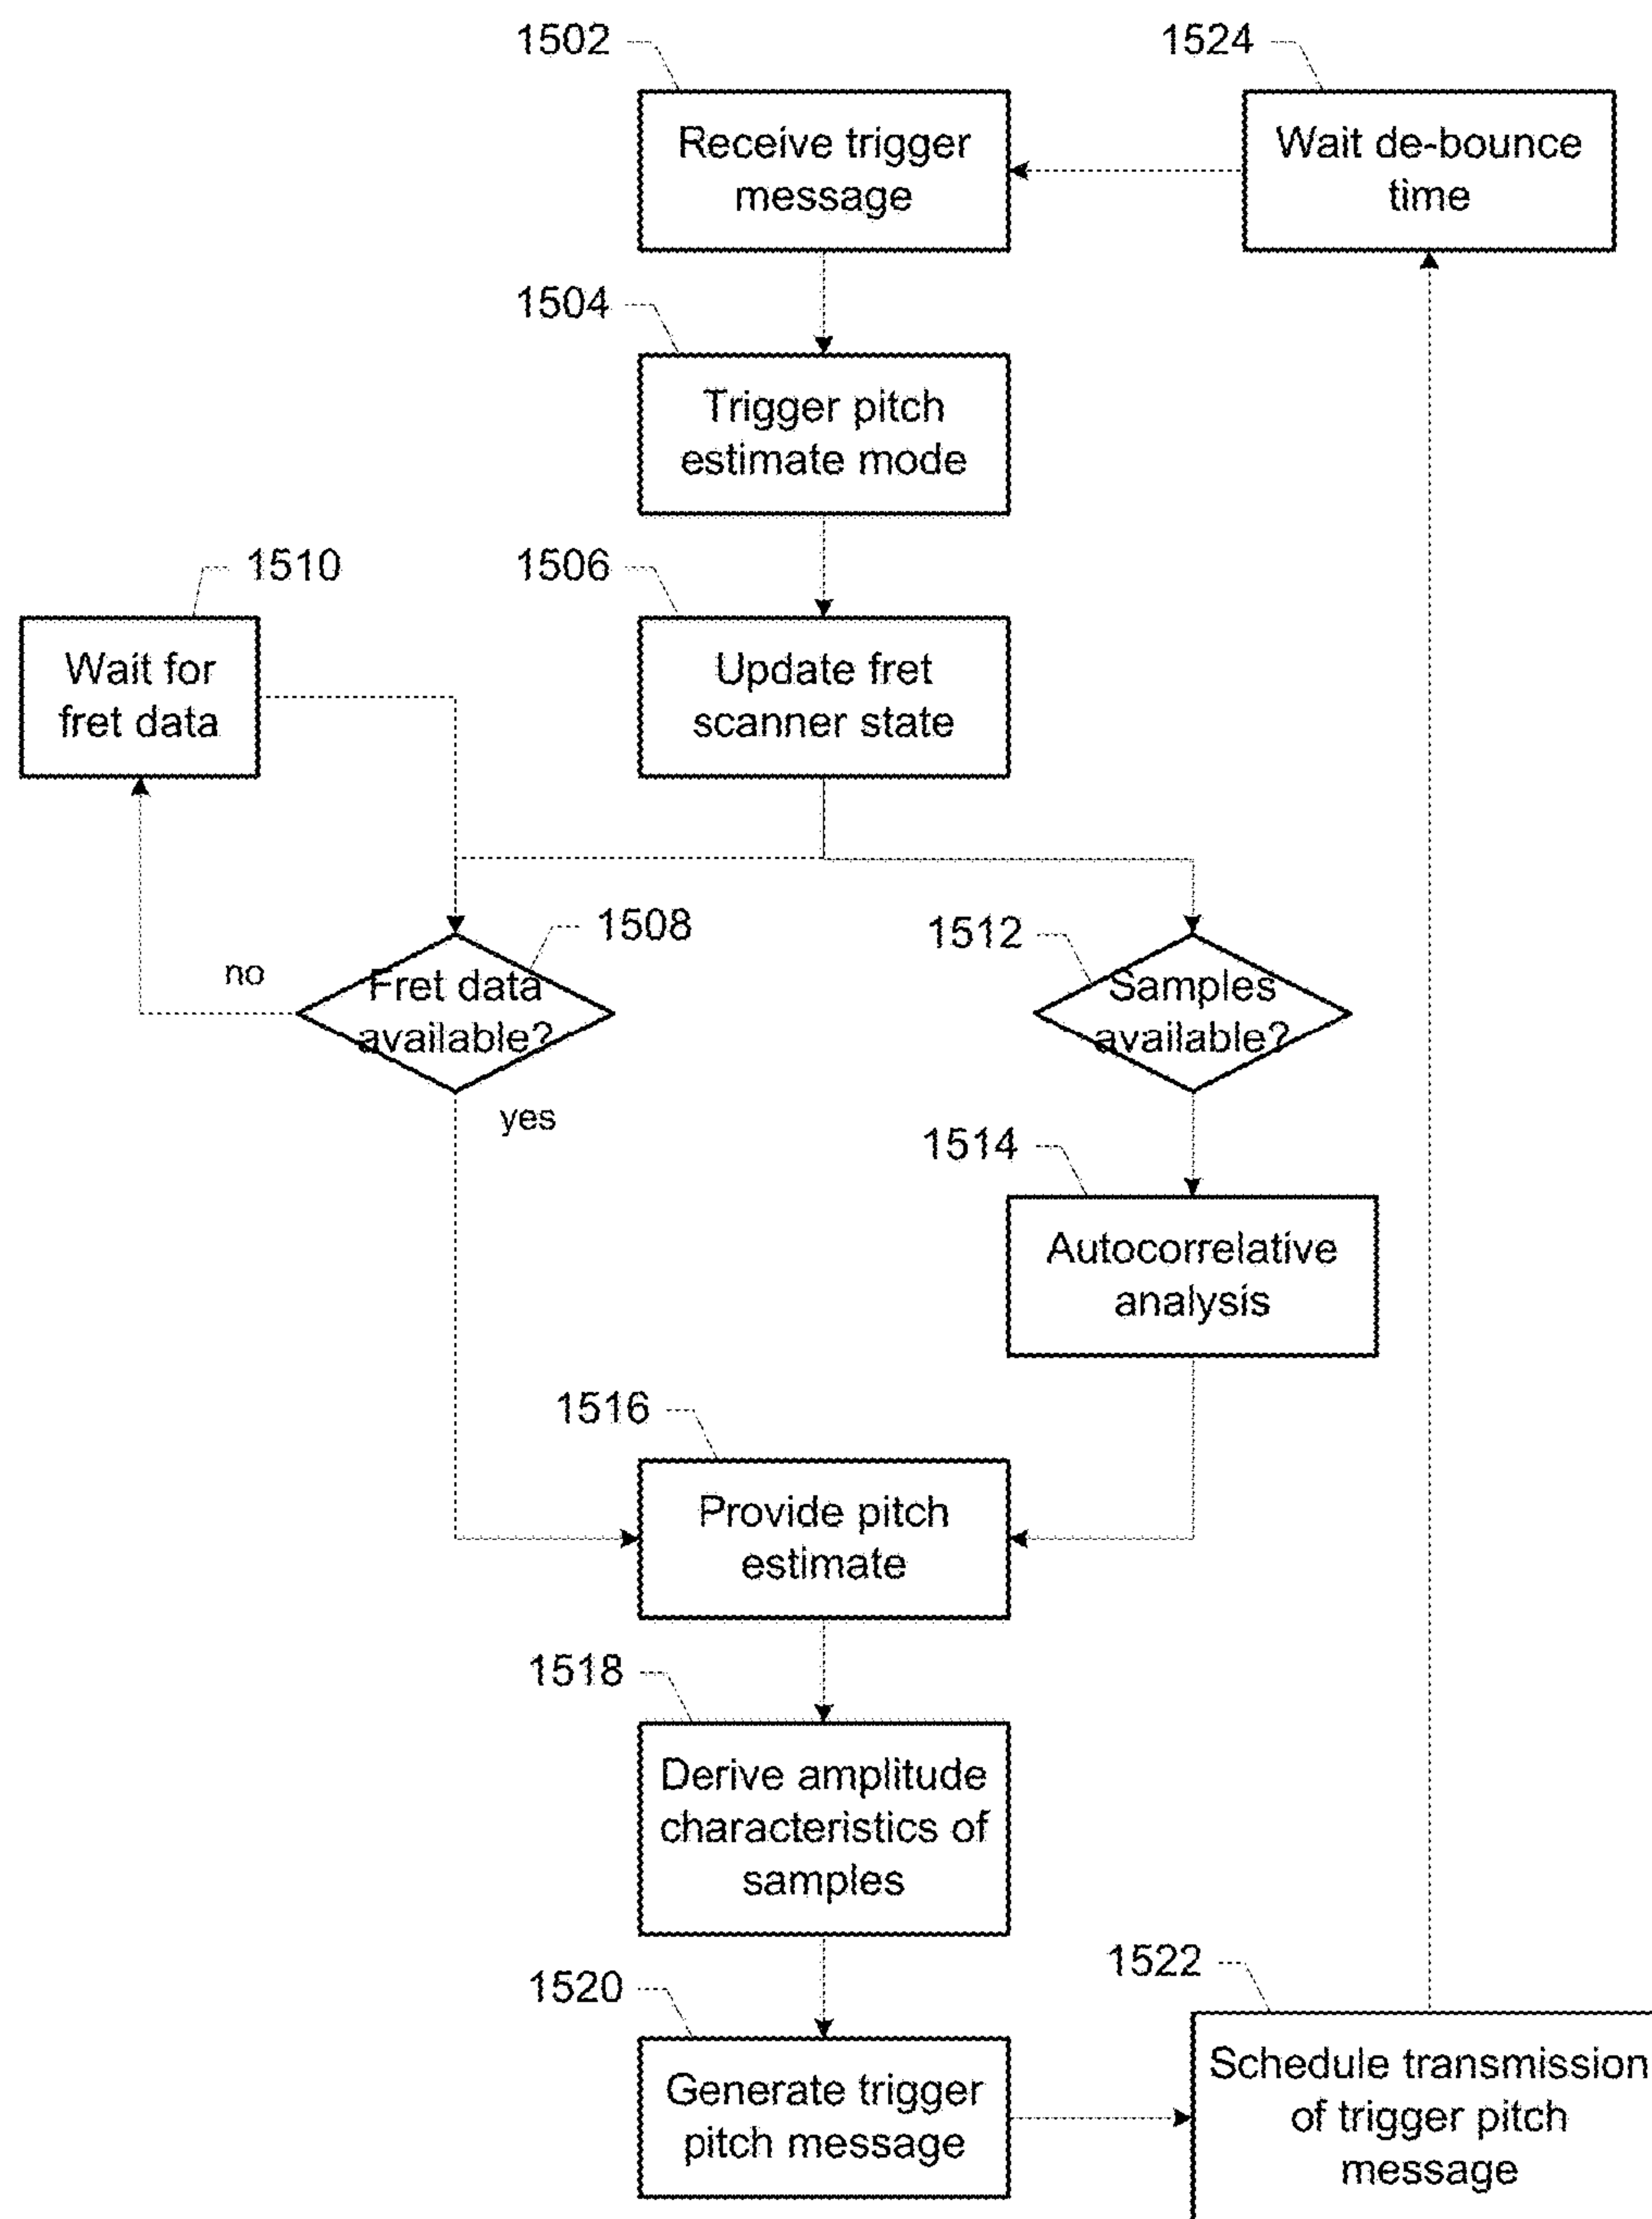 1502
1524
Receive trigger
message
Wait de-bounce
time
1504
Trigger pitch
estimate mode
1510
1506
Wait for
fret data
Update fret
scanner state
1508
1512
no
Fret data
available?
Samples
available?
yes
1514
Autocorrelative
analysis
1516
Provide pitch
estimate
1518
Derive amplitude
characteristics of
samples
1522
1520
Schedule transmission
of trigger pitch
message
Generate trigger
pitch message